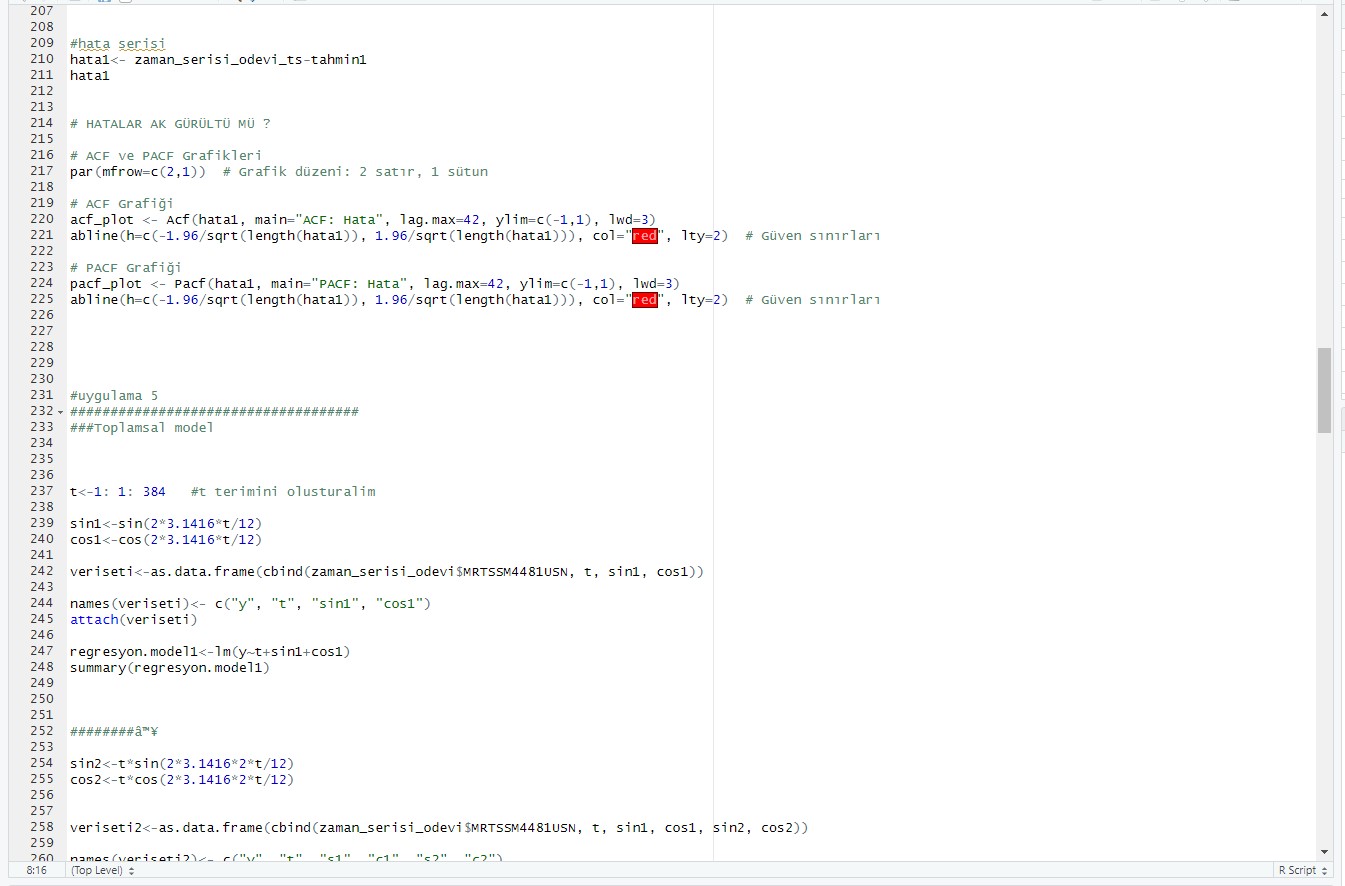 207
208
209 #hata serisi
210 hata1<- zaman_serisi_odevi_ts-tahmin1
211 hata1
212
213
214 # HATALAR AK GÜRÜLTÜ MÜ ?
215
216 # ACF ve PACF Grafikleri
217 par(mfrow=c(2,1))  # Grafik düzeni: 2 satır, 1 sütun
218
219 # ACF Grafiği
220 acf_plot <- Acf(hata1, main="ACF: Hata", lag.max=42, ylim=c(-1,1), lwd=3)
221 abline(h=c(-1.96/sqrt(length(hata1)), 1.96/sqrt(length(hata1))), col="red", lty=2)  # Güven sınırları
222
223 # PACF Grafiği
224 pacf_plot <- Pacf(hata1, main="PACF: Hata", lag.max=42, ylim=c(-1,1), lwd=3)
225 abline(h=c(-1.96/sqrt(length(hata1)), 1.96/sqrt(length(hata1))), col="red", lty=2)  # Güven sınırları
226
227
228
229
230
231 #uygulama 5
232 ####################################
233 ###Toplamsal model
234
235
236
237 t<-1: 1: 384   #t terimini olusturalim
238
239 sin1<-sin(2*3.1416*t/12)
240 cos1<-cos(2*3.1416*t/12)
241
242 veriseti<-as.data.frame(cbind(zaman_serisi_odevi$MRTSSM4481USN, t, sin1, cos1))
243
244 names(veriseti)<- c("y", "t", "sin1", "cos1")
245 attach(veriseti)
246
247 regresyon.model1<-lm(y~t+sin1+cos1)
248 summary(regresyon.model1)
249
250
251
252 ########â™¥
253
254 sin2<-t*sin(2*3.1416*2*t/12)
255 cos2<-t*cos(2*3.1416*2*t/12)
256
257
258 veriseti2<-as.data.frame(cbind(zaman_serisi_odevi$MRTSSM4481USN, t, sin1, cos1, sin2, cos2))
259
260 names(veriseti2)<- c("y", "t", "s1", "c1", "s2", "c2")
8:16 (Top Level) R Script